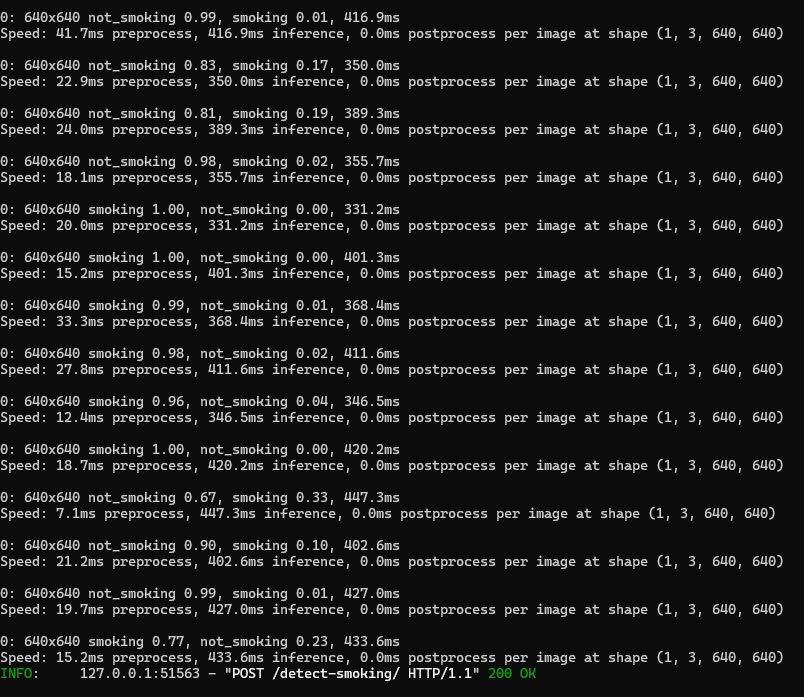 0: 640x640 not_smoking 0.99, smoking 0.01, 416.9ms
Speed: 41.7ms preprocess, 416.9ms inference, 0.0ms postprocess per image at shape (1, 3, 640, 640)
0: 640x640 not_smoking 0.83, smoking 0.17, 350.0ms
Speed: 22.9ms preprocess, 350.0ms inference, 0.0ms postprocess per image at shape (1, 3, 640, 640)
0: 640x640 not_smoking 0.81, smoking 0.19, 389.3ms
Speed: 24.0ms preprocess, 389.3ms inference, 0.0ms postprocess per image at shape (1, 3, 640, 640)
0: 640x640 not_smoking 0.98, smoking 0.02, 355.7ms
Speed: 18.1ms preprocess, 355.7ms inference, 0.0ms postprocess per image at shape (1, 3, 640, 640)
0: 640x640 smoking 1.00, not_smoking 0.00, 331.2ms
Speed: 20.0ms preprocess, 331.2ms inference, 0.0ms postprocess per image at shape (1, 3, 640, 640)
0: 640x640 smoking 1.00, not_smoking 0.00, 401.3ms
Speed: 15.2ms preprocess, 401.3ms inference, 0.0ms postprocess per image at shape (1, 3, 640, 640)
0: 640x640 smoking 0.99, not_smoking 0.01, 368.4ms
Speed: 33.3ms preprocess, 368.4ms inference, 0.0ms postprocess per image at shape (1, 3, 640, 640)
0: 640x640 smoking 0.98, not_smoking 0.02, 411.6ms
Speed: 27.8ms preprocess, 411.6ms inference, 0.0ms postprocess per image at shape (1, 3, 640, 640)
0: 640x640 smoking 0.96, not_smoking 0.04, 346.5ms
Speed: 12.4ms preprocess, 346.5ms inference, 0.0ms postprocess per image at shape (1, 3, 640, 640)
0: 640x640 smoking 1.00, not_smoking 0.00, 420.2ms
Speed: 18.7ms preprocess, 420.2ms inference, 0.0ms postprocess per image at shape (1, 3, 640, 640)
0: 640x640 not_smoking 0.67, smoking 0.33, 447.3ms
Speed: 7.1ms preprocess, 447.3ms inference, 0.0ms postprocess per image at shape (1, 3, 640, 640)
0: 640x640 not_smoking 0.90, smoking 0.10, 402.6ms
Speed: 21.2ms preprocess, 402.6ms inference, 0.0ms postprocess per image at shape (1, 3, 640, 640)
0: 640x640 not_smoking 0.99, smoking 0.01, 427.0ms
Speed: 19.7ms preprocess, 427.0ms inference, 0.0ms postprocess per image at shape (1, 3, 640, 640)
0: 640x640 smoking 0.77, not_smoking 0.23, 433.6ms
Speed: 15.2ms preprocess, 433.6ms inference, 0.0ms postprocess per image at shape (1, 3, 640, 640)
INFO:     127.0.0.1:51563 - "POST /detect-smoking/ HTTP/1.1" 200 OK